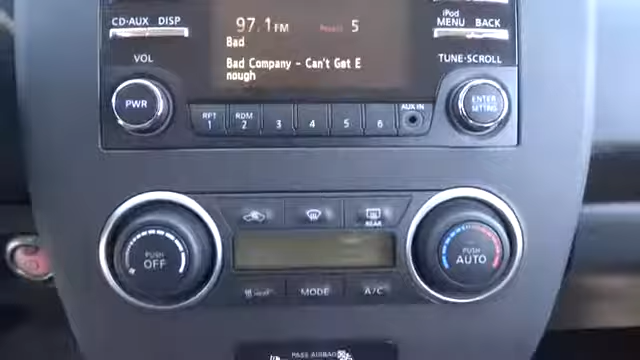 CD·AUX DISP
iPod
MENU BACK
97.1 FM Preset 5
Bad
Bad Company - Can't Get E
nough
VOL
TUNE·SCROLL
PWR
ENTER
SETTING
RPT
1
RDM
2
3
4
5
6
AUX IN
REAR
PUSH
OFF
PUSH
AUTO
MODE
A/C
PASS AIRBAG